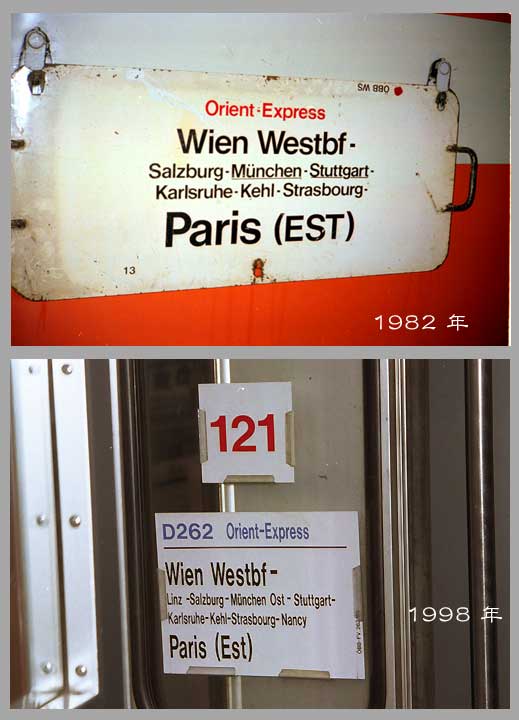 ÖBB WS
Orient-Express
Wien Westbf-
Salzburg-München-Stuttgart-
Karlsruhe-Kehl-Strasbourg-
Paris (EST)
13
1982 年
121
D262 Orient-Express
Wien Westbf-
Linz -Salzburg-München Ost - Stuttgart-
Karlsruhe-Kehl-Strasbourg-Nancy
Paris (Est)
1998 年